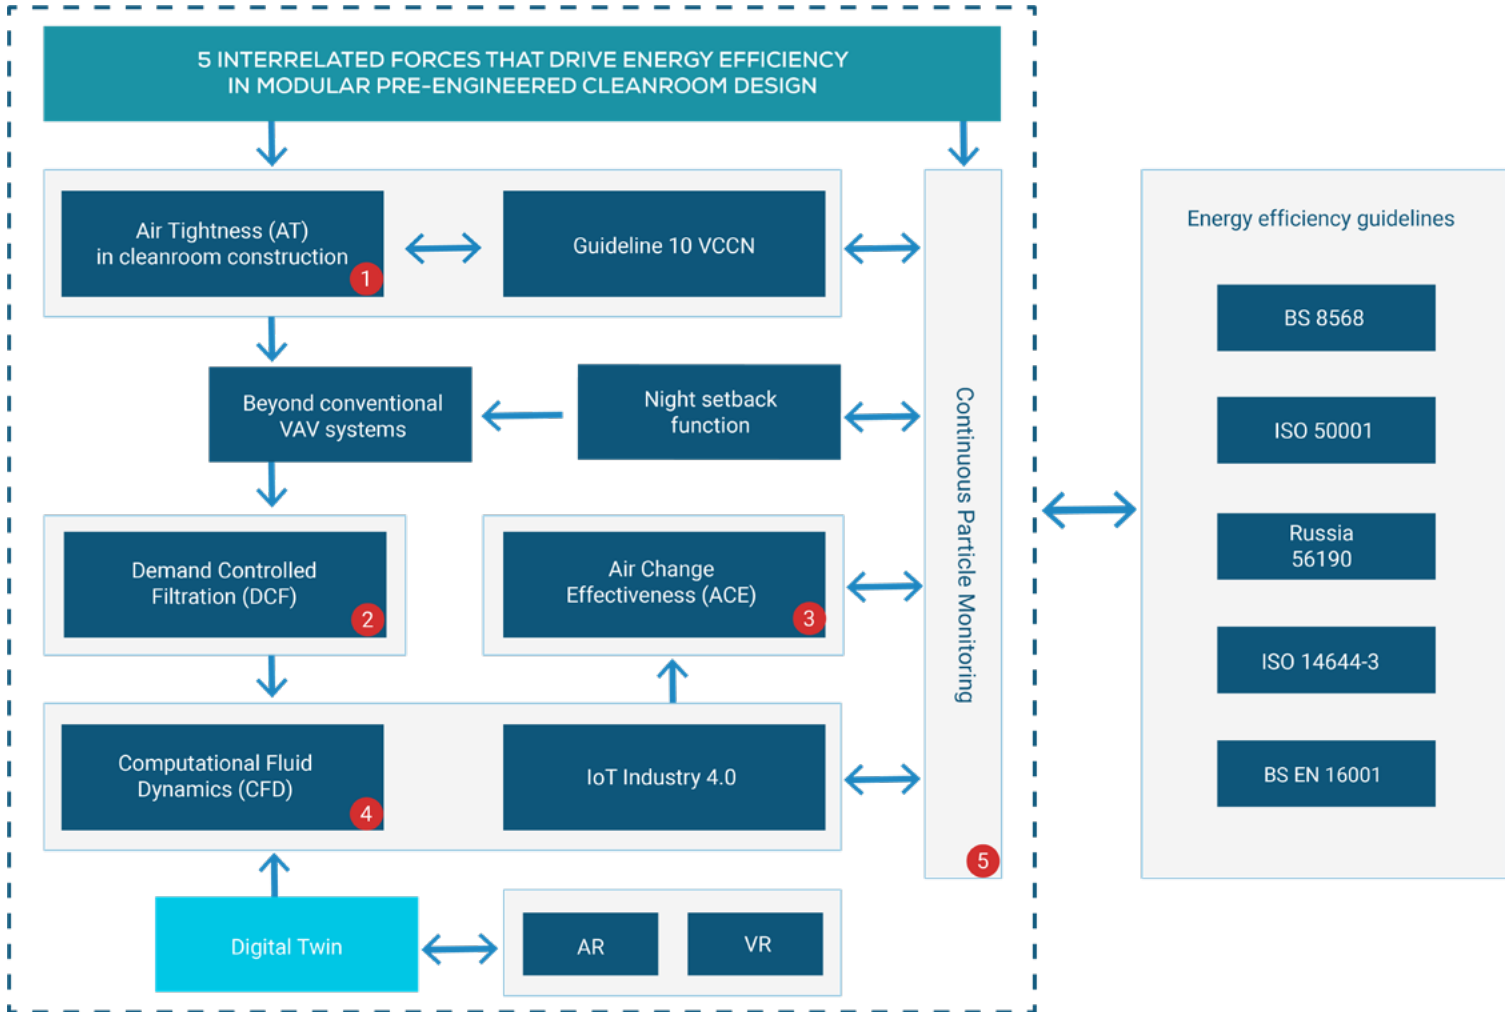 5 INTERRELATED FORCES THAT DRIVE ENERGY EFFICIENCY
IN MODULAR PRE-ENGINEERED CLEANROOM DESIGN
Air Tightness (AT)
in cleanroom construction
1
Guideline 10 VCCN
Beyond conventional
VAV systems
Night setback
function
Demand Controlled
Filtration (DCF)
2
Air Change
Effectiveness (ACE)
3
Computational Fluid
Dynamics (CFD)
4
IoT Industry 4.0
Digital Twin
AR
VR
Continuous Particle Monitoring
5
Energy efficiency guidelines
BS 8568
ISO 50001
Russia
56190
ISO 14644-3
BS EN 16001